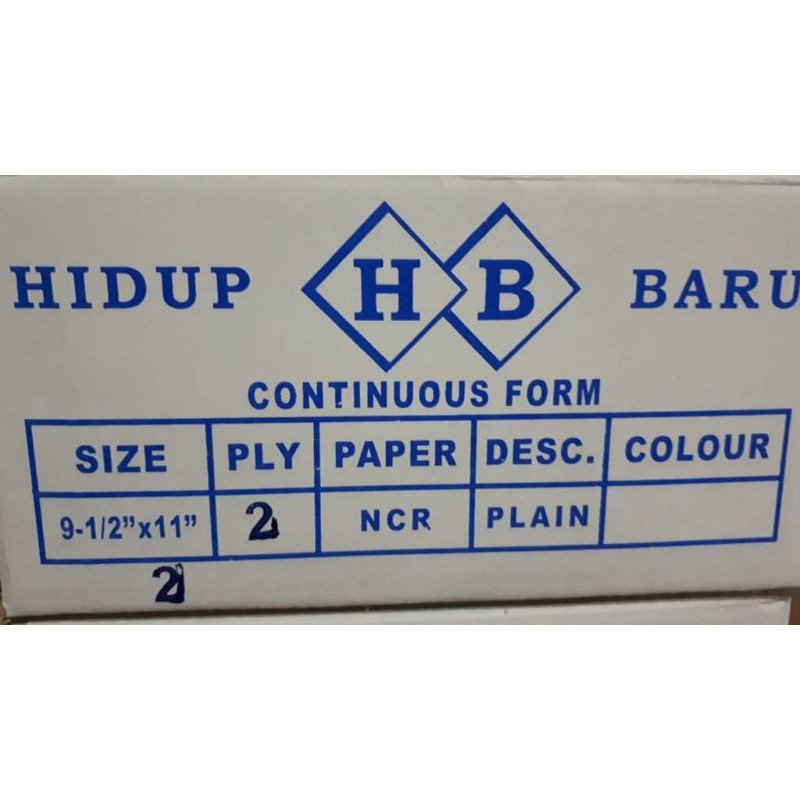 HIDUP HB BARU
CONTINUOUS FORM
SIZE PLY PAPER DESC. COLOUR
9-1/2”x11” 2 NCR PLAIN
2